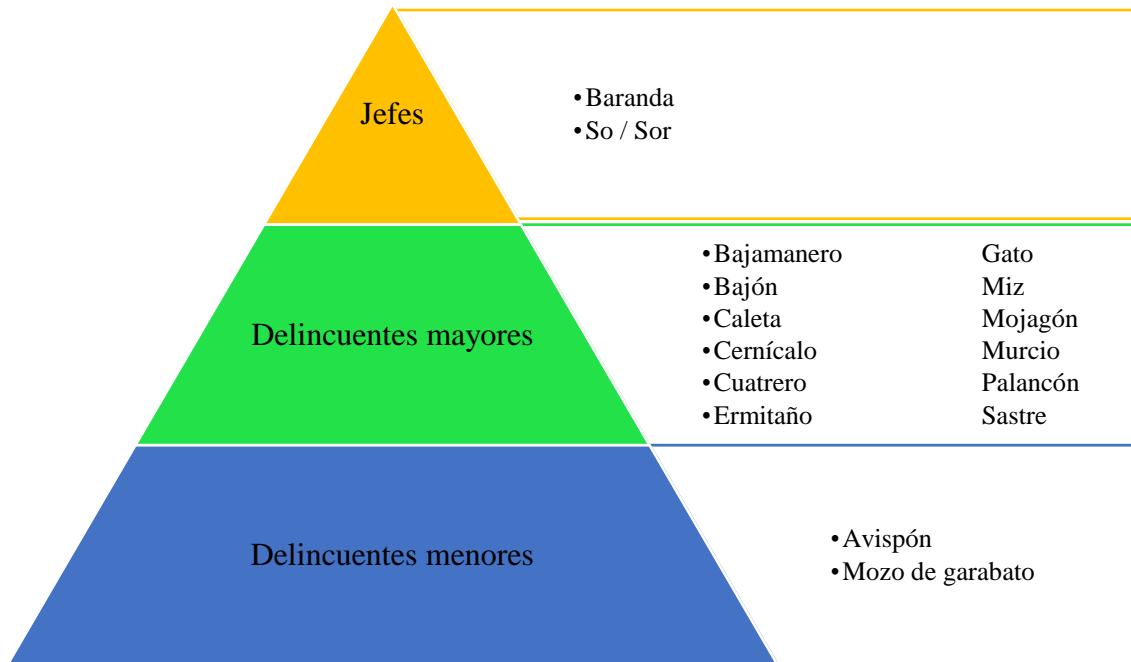 Jefes
•Baranda
•So / Sor
Delincuentes mayores
•Bajamanero
•Bajón
•Caleta
•Cernícalo
•Cuatrero
•Ermitaño
Gato
Miz
Mojagón
Murcio
Palancón
Sastre
Delincuentes menores
•Avispón
•Mozo de garabato